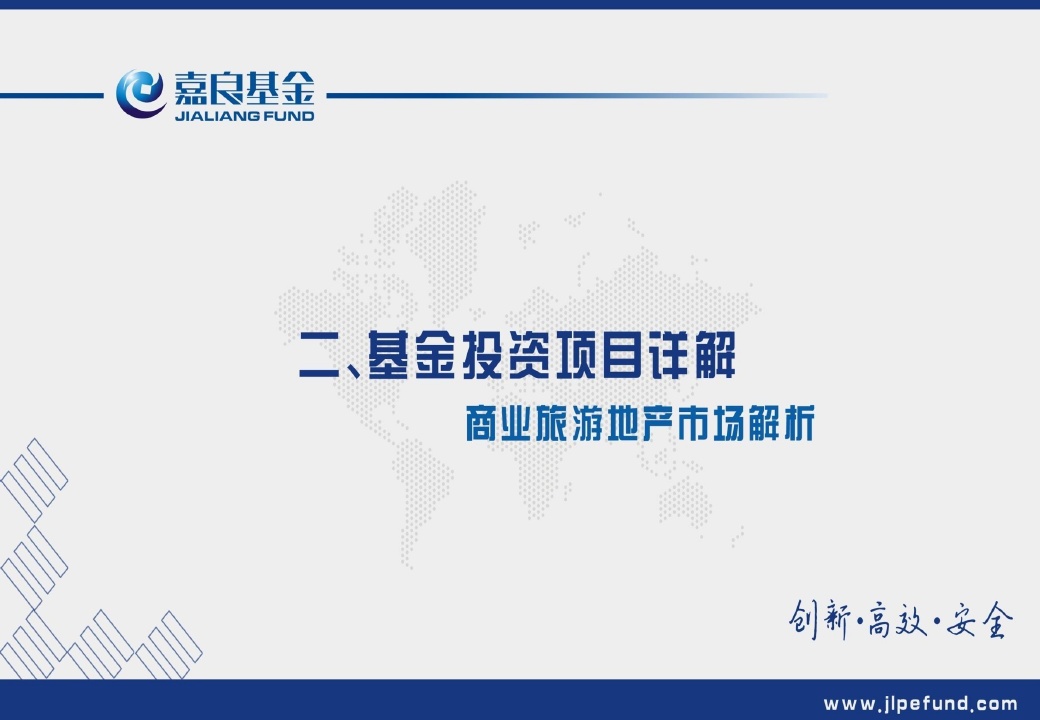 嘉良基金
JIALIANG FUND
二、基金投资项目详解
商业旅游地产市场解析
创新·高效·安全
www.jlpefund.com